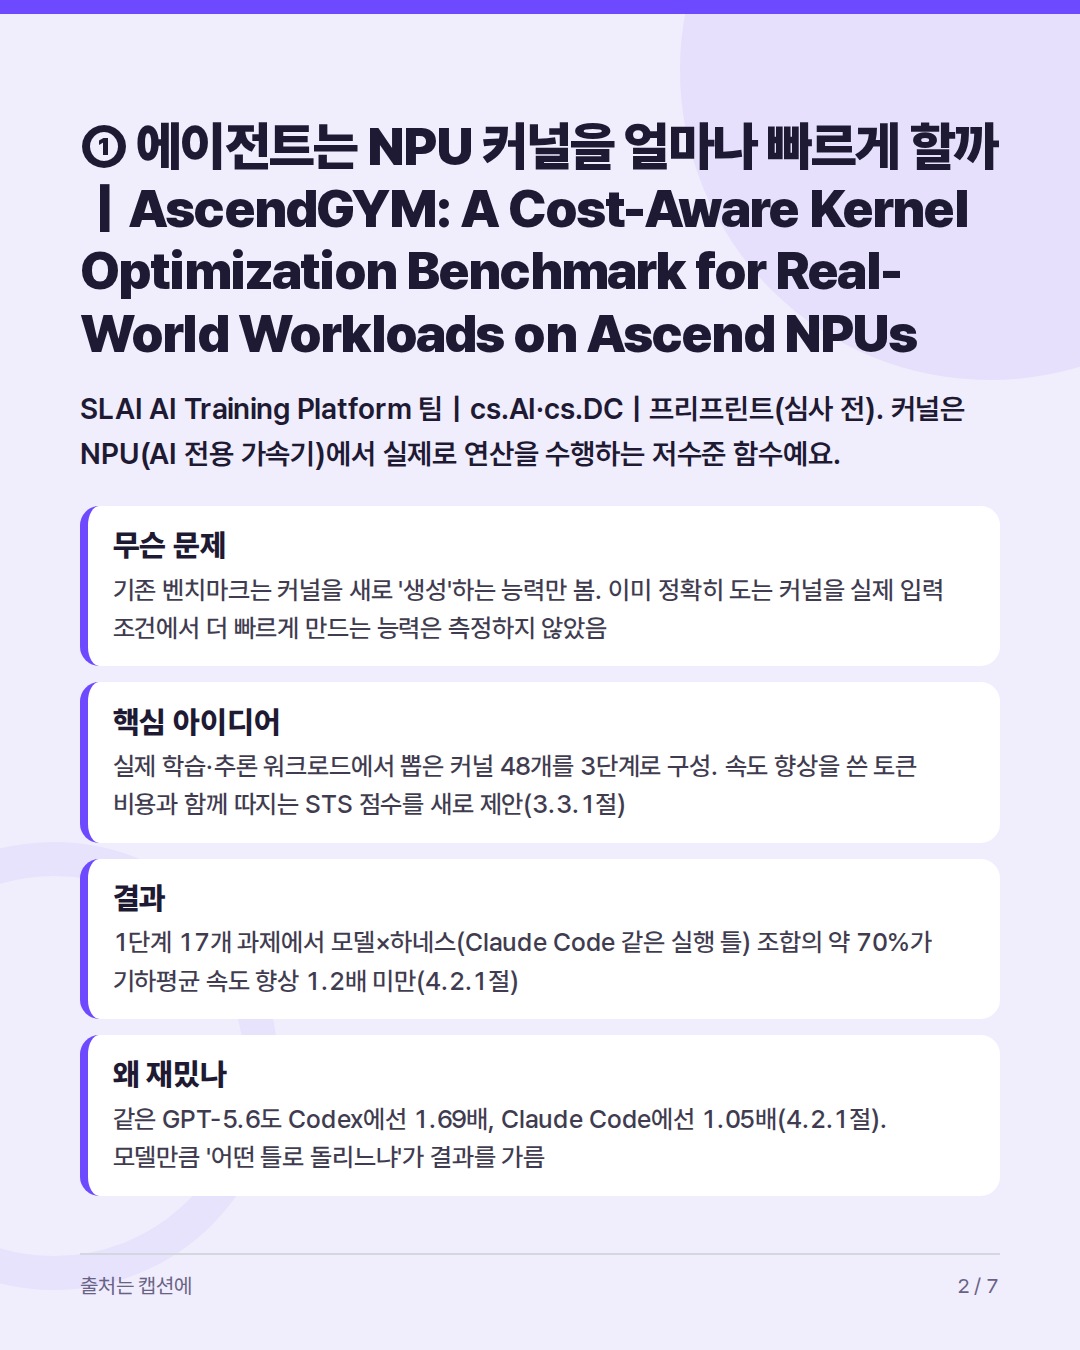 ① 에이전트는 NPU 커널을 얼마나 빠르게 할까
| AscendGYM: A Cost-Aware Kernel
Optimization Benchmark for Real-
World Workloads on Ascend NPUs
SLAI AI Training Platform 팀 | cs.AI·cs.DC | 프리프린트(심사 전). 커널은
NPU(AI 전용 가속기)에서 실제로 연산을 수행하는 저수준 함수예요.
무슨 문제
기존 벤치마크는 커널을 새로 '생성'하는 능력만 봄. 이미 정확히 도는 커널을 실제 입력
조건에서 더 빠르게 만드는 능력은 측정하지 않았음
핵심 아이디어
실제 학습·추론 워크로드에서 뽑은 커널 48개를 3단계로 구성. 속도 향상을 쓴 토큰
비용과 함께 따지는 STS 점수를 새로 제안(3.3.1절)
결과
1단계 17개 과제에서 모델×하네스(Claude Code 같은 실행 틀) 조합의 약 70%가
기하평균 속도 향상 1.2배 미만(4.2.1절)
왜 재밌나
같은 GPT-5.6도 Codex에선 1.69배, Claude Code에선 1.05배(4.2.1절).
모델만큼 '어떤 틀로 돌리느냐'가 결과를 가름
출처는 캡션에
2 / 7